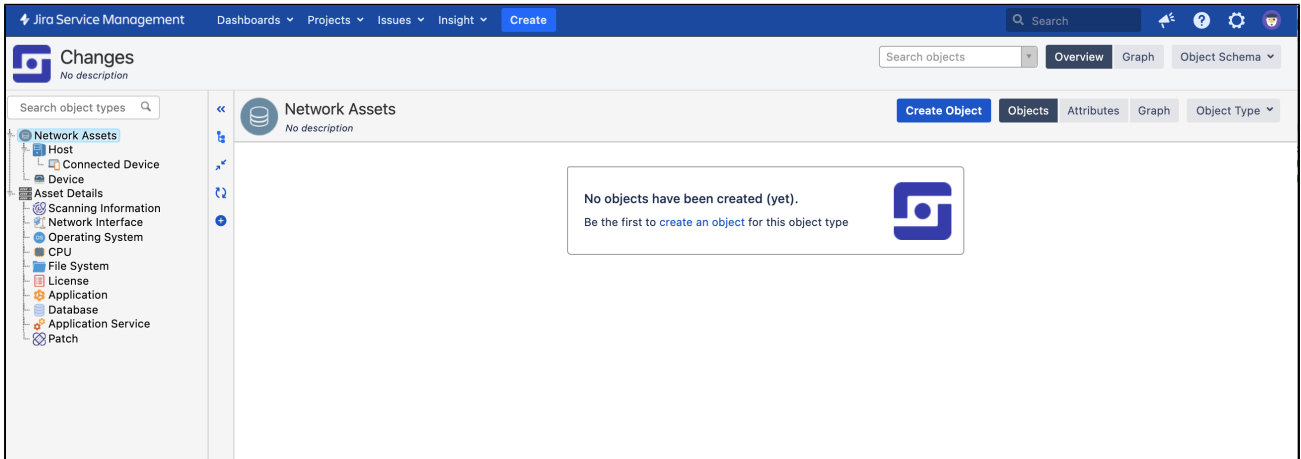 Jira Service Management Dashboards Projects Issues Insight Create Search
Changes
No description
Search objects Overview Graph Object Schema
Search object types
Network Assets
Host
Connected Device
Device
Asset Details
Scanning Information
Network Interface
Operating System
CPU
File System
License
Application
Database
Application Service
Patch
Network Assets
No description
Create Object Objects Attributes Graph Object Type
No objects have been created (yet).
Be the first to create an object for this object type